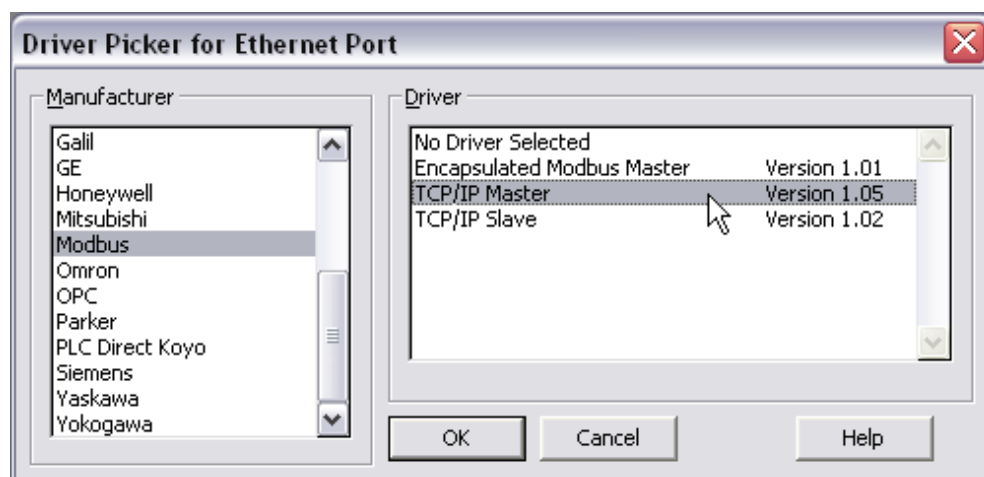 Driver Picker for Ethernet Port
Manufacturer
Galil
GE
Honeywell
Mitsubishi
Modbus
Omron
OPC
Parker
PLC Direct Koyo
Siemens
Yaskawa
Yokogawa
Driver
No Driver Selected
Encapsulated Modbus Master Version 1.01
TCP/IP Master Version 1.05
TCP/IP Slave Version 1.02
OK Cancel Help